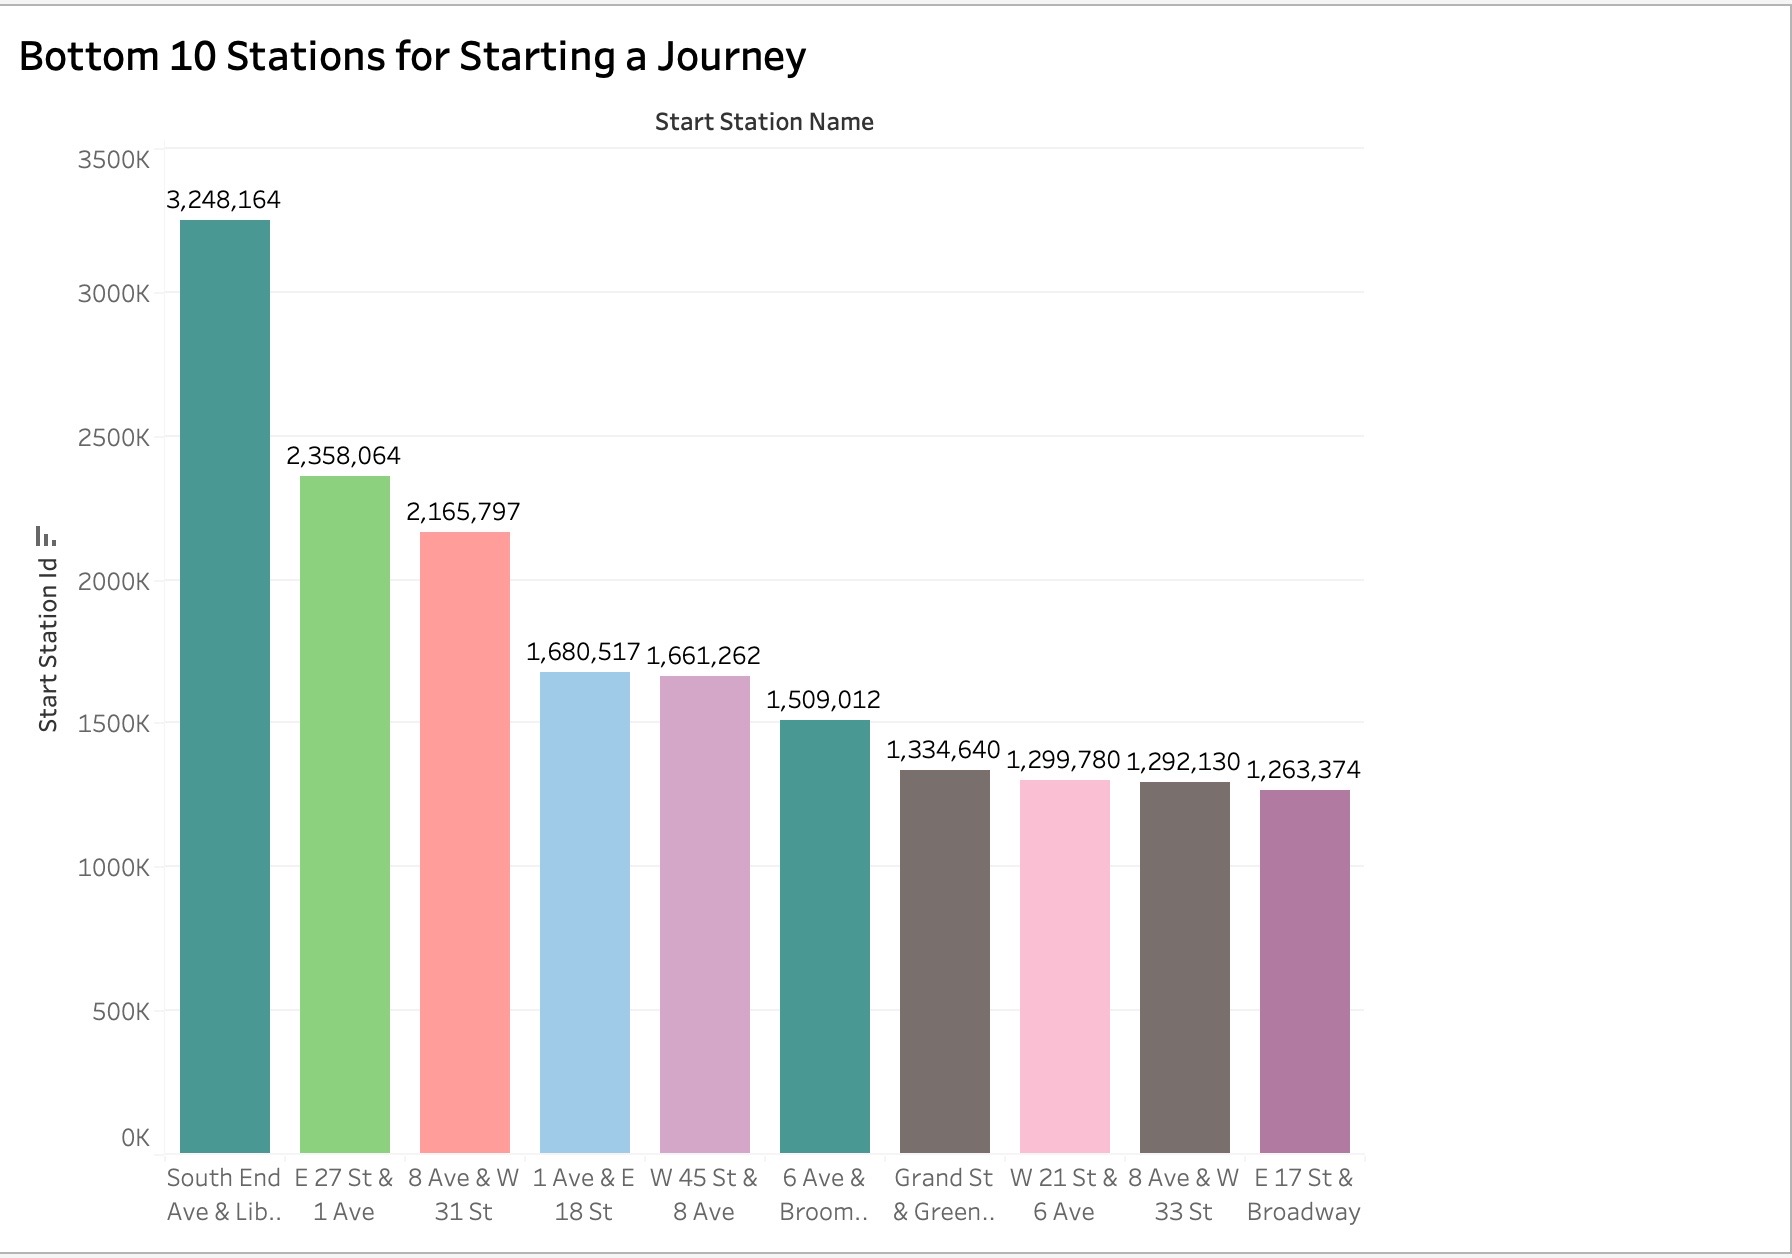 Bottom 10 Stations for Starting a Journey
Start Station Name
3500K
3000K
2500K
2000K
1500K
1000K
500K
0K
Start Station Id
3,248,164
2,358,064
2,165,797
1,680,517
1,661,262
1,509,012
1,334,640
1,299,780
1,292,130
1,263,374
South End
Ave & Lib..
E 27 St &
1 Ave
8 Ave & W
31 St
1 Ave & E
18 St
W 45 St &
8 Ave
6 Ave &
Broom..
Grand St
& Green..
W 21 St &
6 Ave
8 Ave & W
33 St
E 17 St &
Broadway